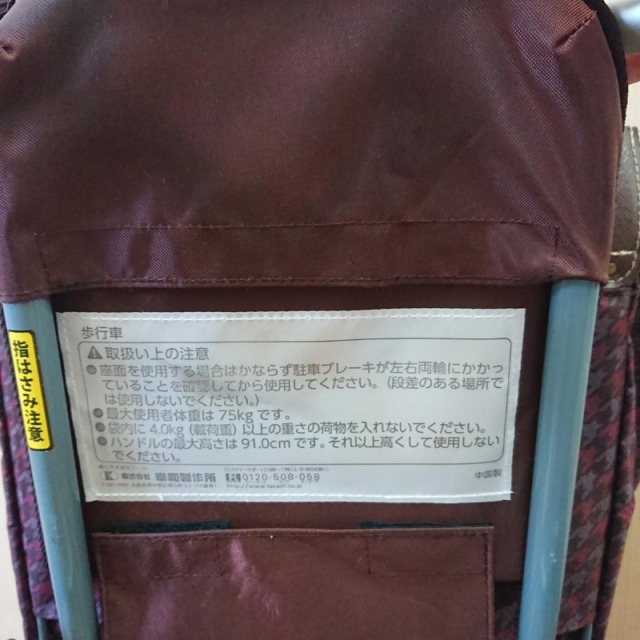 歩行車
⚠取扱い上の注意
●座面を使用する場合はかならず駐車ブレーキが左右両輪にかかっ
ていることを確認してから使用してください。（段差のある場所で
は使用しないでください。）
●最大使用者体重は75kgです。
●袋内に4.0kg（載荷重）以上の重さの荷物を入れないでください。
●ハンドルの最大高さは91.0cmです。それ以上高くして使用しない
でください。
株式会社 幸和製作所
0120-508-058
中国製
指はさみ注意